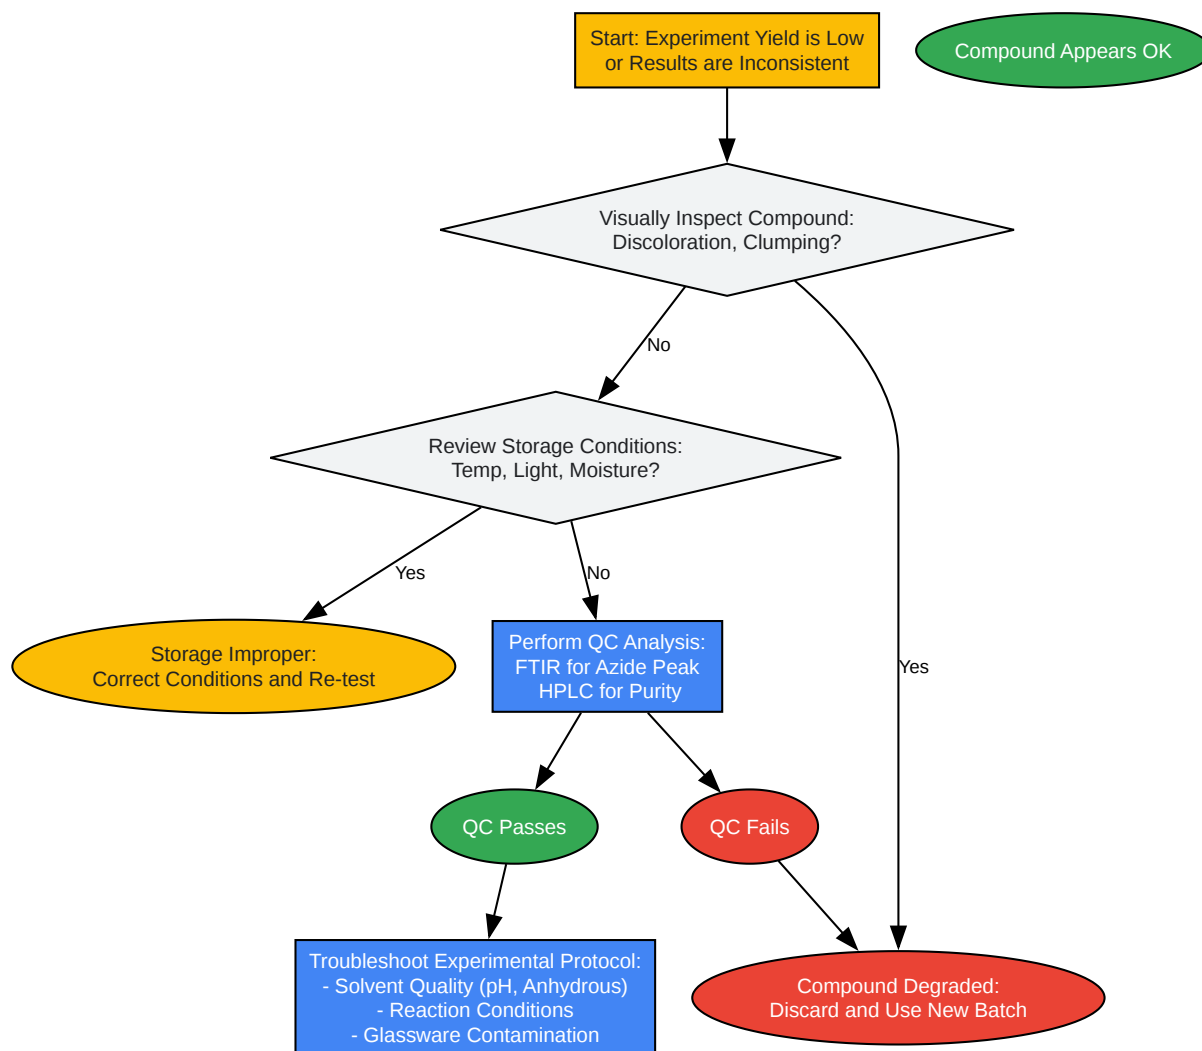 Start: Experiment Yield is Low
or Results are Inconsistent
Compound Appears OK
Visually Inspect Compound:
Discoloration, Clumping?
No
Review Storage Conditions:
Temp, Light, Moisture?
Yes
No
Storage Improper:
Correct Conditions and Re-test
Perform QC Analysis:
FTIR for Azide Peak
HPLC for Purity
Yes
QC Passes
QC Fails
Troubleshoot Experimental Protocol:
- Solvent Quality (pH, Anhydrous)
- Reaction Conditions
- Glassware Contamination
Compound Degraded:
Discard and Use New Batch